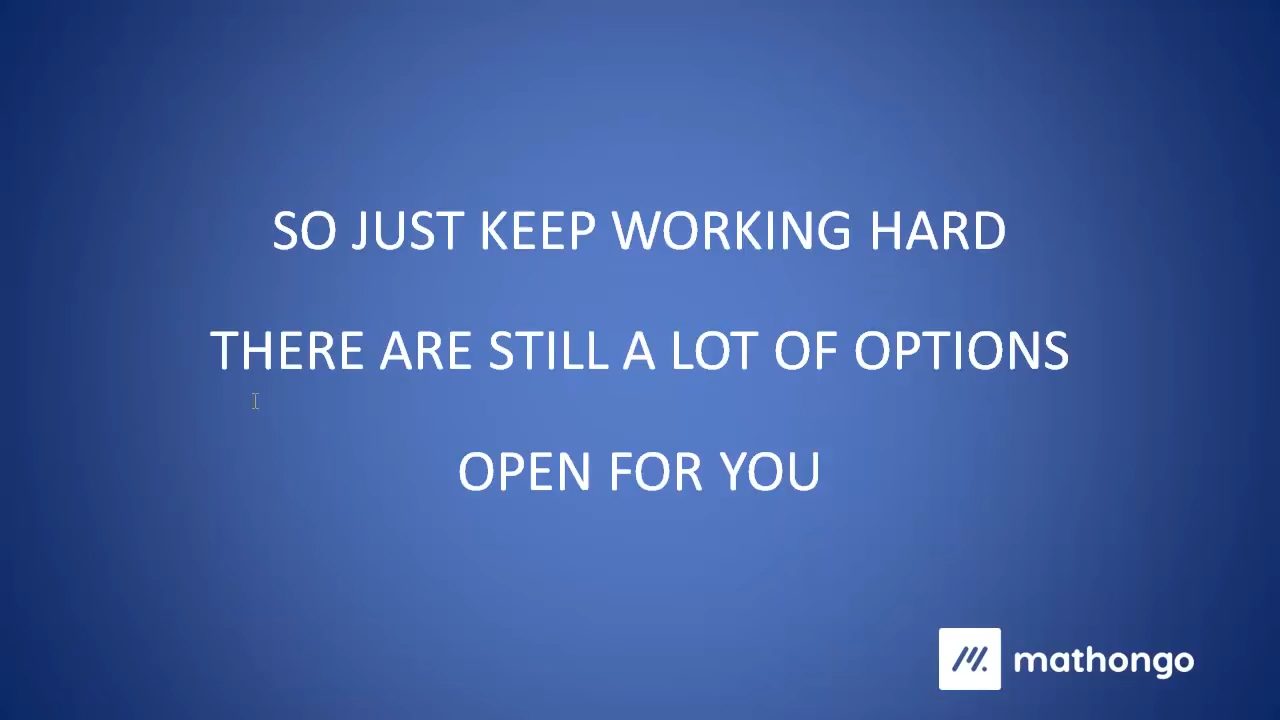 SO JUST KEEP WORKING HARD
THERE ARE STILL A LOT OF OPTIONS
OPEN FOR YOU
mathongo